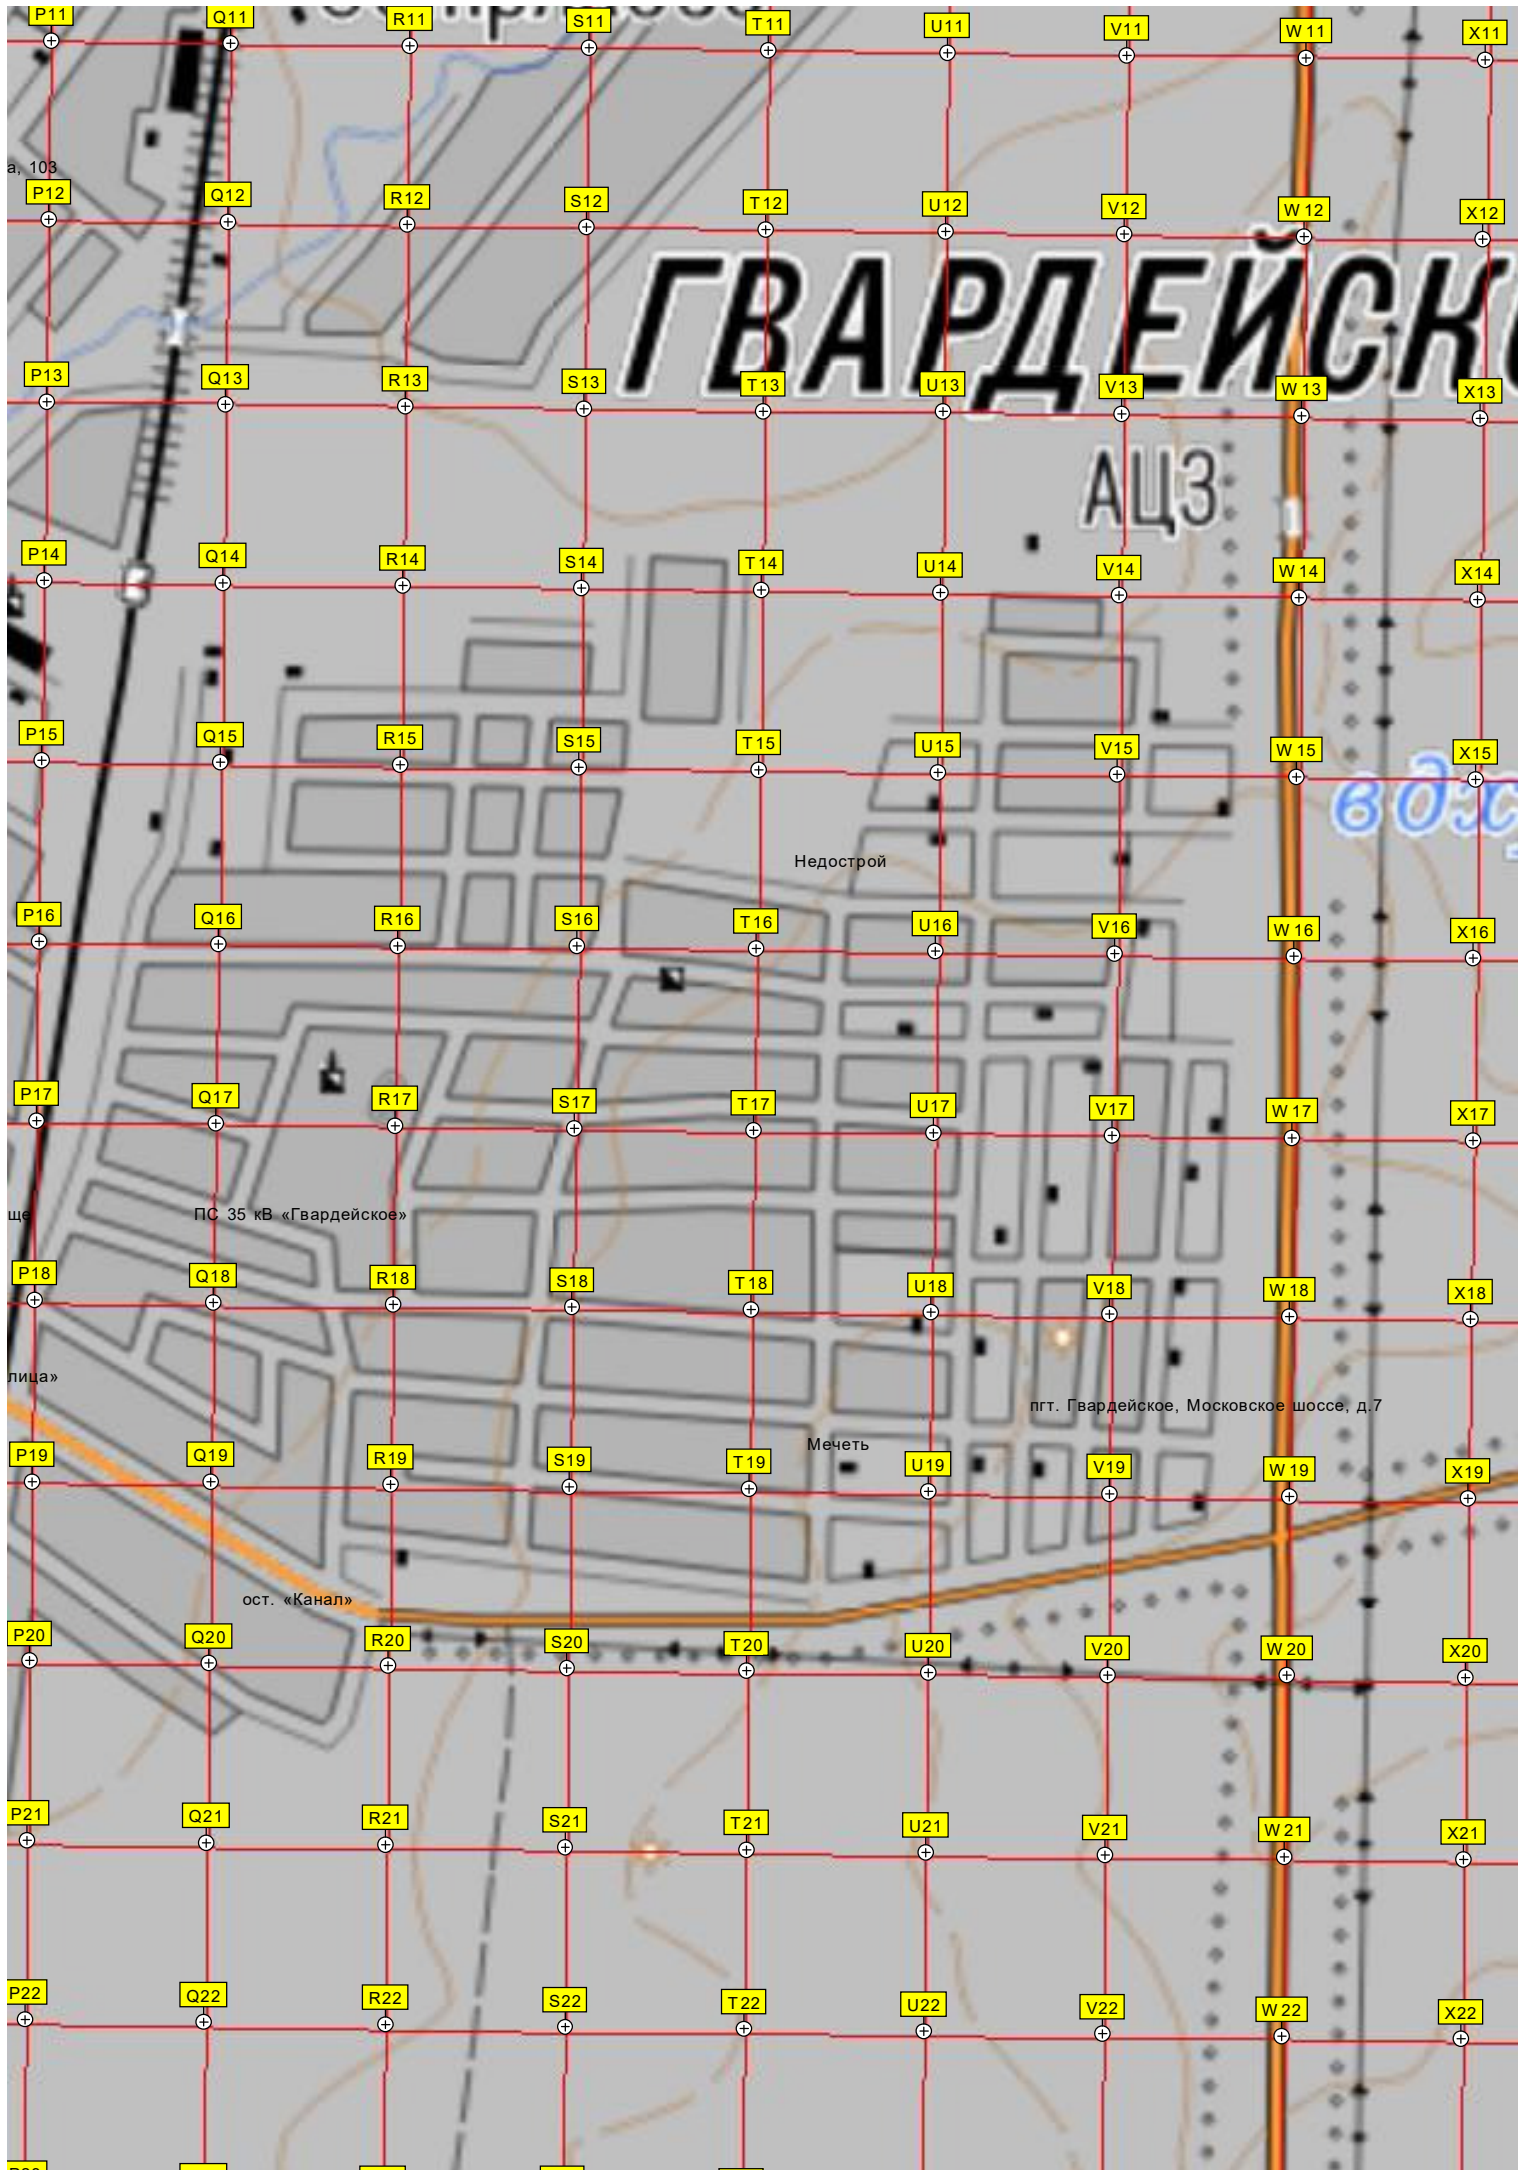 P11 Q11 R11 S11 T11 U11 V11 W11 X11
а, 103
P12 Q12 R12 S12 T12 U12 V12 W12 X12
ГВАРДЕЙСК
P13 Q13 R13 S13 T13 U13 V13 W13 X13
АЦЗ
P14 Q14 R14 S14 T14 U14 V14 W14 X14
P15 Q15 R15 S15 T15 U15 V15 W15 X15
вдх
Недострой
P16 Q16 R16 S16 T16 U16 V16 W16 X16
P17 Q17 R17 S17 T17 U17 V17 W17 X17
ще
ПС 35 кВ «Гвардейское»
P18 Q18 R18 S18 T18 U18 V18 W18 X18
лица»
пгт. Гвардейское, Московское шоссе, д.7
Мечеть
P19 Q19 R19 S19 T19 U19 V19 W19 X19
ост. «Канал»
P20 Q20 R20 S20 T20 U20 V20 W20 X20
P21 Q21 R21 S21 T21 U21 V21 W21 X21
P22 Q22 R22 S22 T22 U22 V22 W22 X22